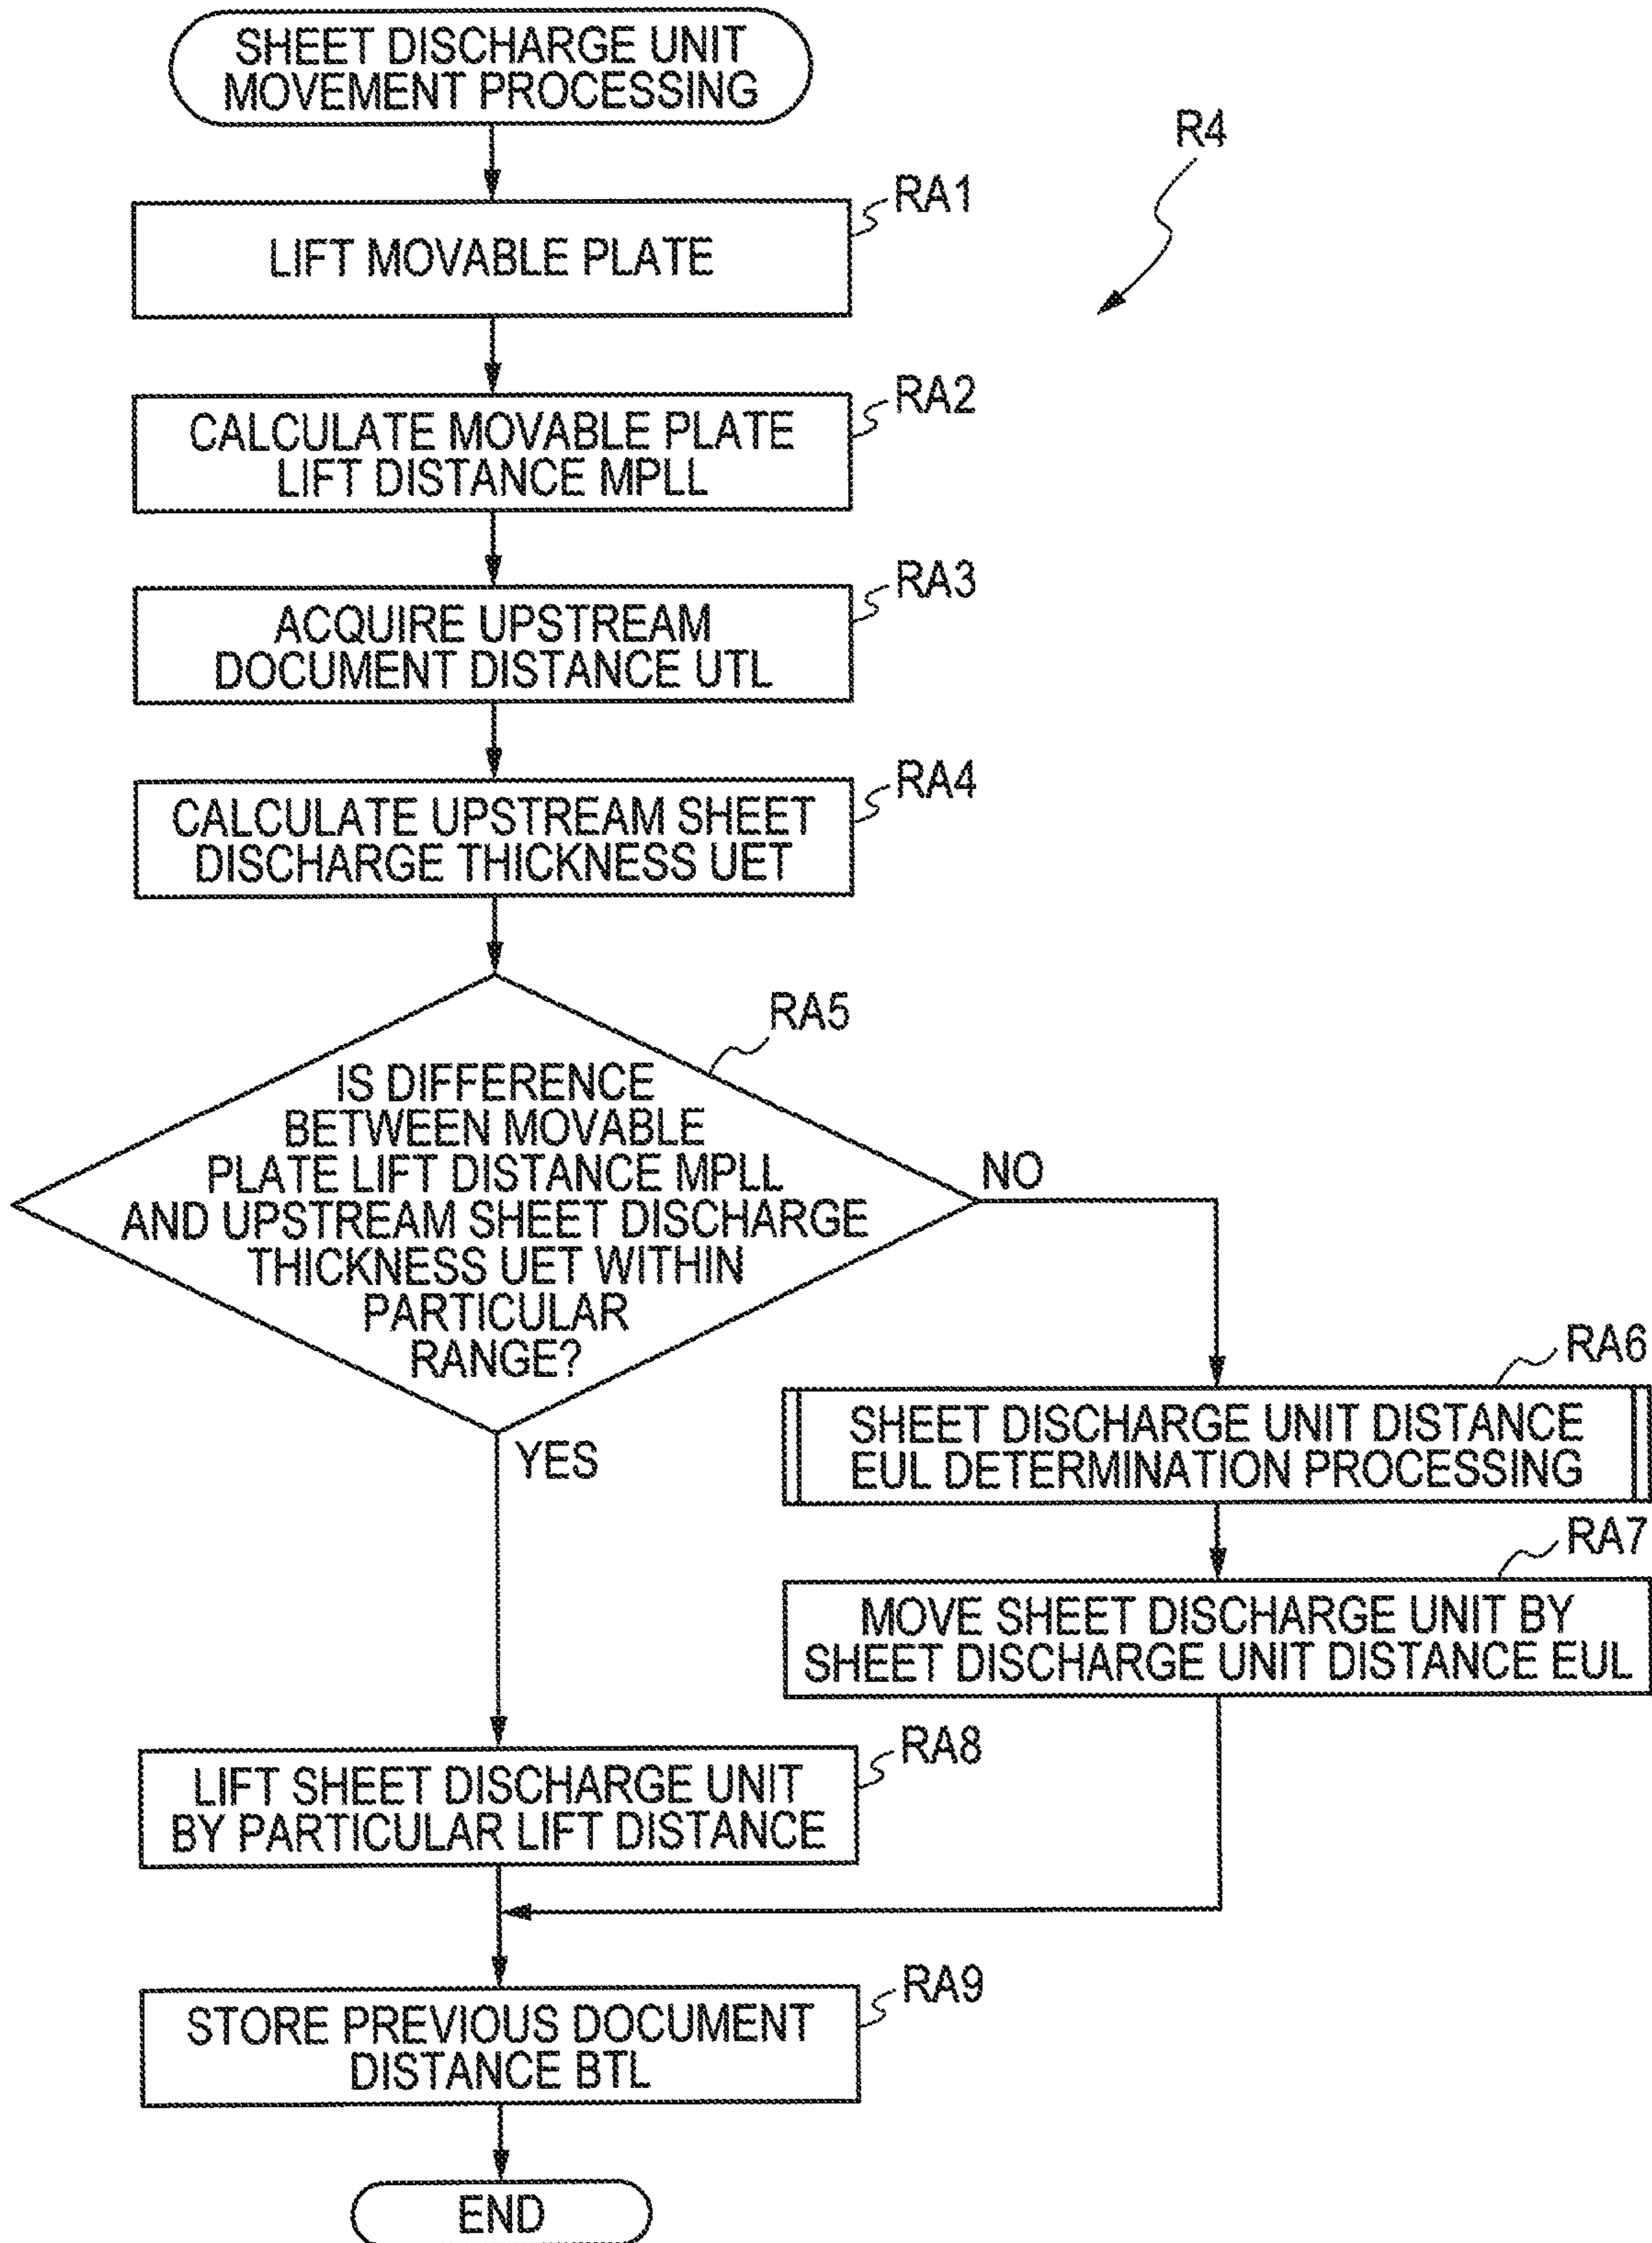 SHEET DISCHARGE UNIT
MOVEMENT PROCESSING
R4
RA1
LIFT MOVABLE PLATE
RA2
CALCULATE MOVABLE PLATE
LIFT DISTANCE MPLL
RA3
ACQUIRE UPSTREAM
DOCUMENT DISTANCE UTL
RA4
CALCULATE UPSTREAM SHEET
DISCHARGE THICKNESS UET
RA5
IS DIFFERENCE
BETWEEN MOVABLE
PLATE LIFT DISTANCE MPLL
AND UPSTREAM SHEET DISCHARGE
THICKNESS UET WITHIN
PARTICULAR
RANGE?
NO
YES
RA6
SHEET DISCHARGE UNIT DISTANCE
EUL DETERMINATION PROCESSING
RA7
MOVE SHEET DISCHARGE UNIT BY
SHEET DISCHARGE UNIT DISTANCE EUL
RA8
LIFT SHEET DISCHARGE UNIT
BY PARTICULAR LIFT DISTANCE
RA9
STORE PREVIOUS DOCUMENT
DISTANCE BTL
END